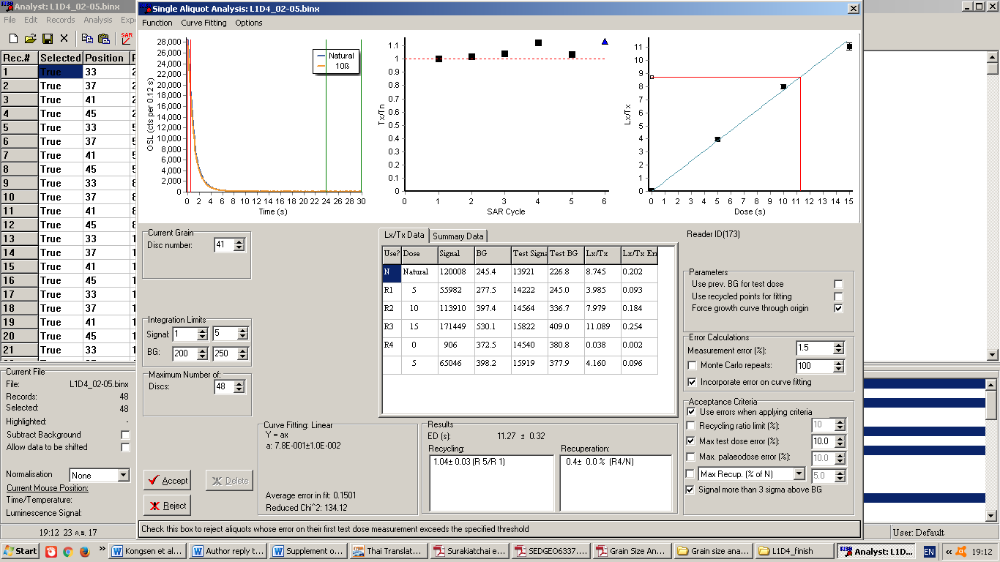 Analyst: L1D4_02-05.binx
File Edit Records Analysis Expo
SAR
Rec.# Selected Position
1 True 33 2
2 True 37 2
3 True 41 2
4 True 45 2
5 True 33 5
6 True 37 5
7 True 41 5
8 True 45 5
9 True 33 8
10 True 37 8
11 True 41 8
12 True 45 8
13 True 33 1
14 True 37 1
15 True 41 1
16 True 45 1
17 True 33 1
18 True 37 1
19 True 41 1
20 True 45 1
21 True 33 1
Current File
File: L1D4_02-05.binx
Records: 48
Selected: 48
Highlighted: -
Subtract Background
Allow data to be shifted
Normalisation None
Current Mouse Position:
Time/Temperature:
Luminescence Signal:
19:12 23 ก.ย. 17
Single Aliquot Analysis: L1D4_02-05.binx
Function Curve Fitting Options
28,000
26,000
24,000
22,000
20,000
18,000
16,000
14,000
12,000
10,000
8,000
6,000
4,000
2,000
0
OSL (cts per 0.12 s)
0 2 4 6 8 10 12 14 16 18 20 22 24 26 28 30
Time (s)
Natural
10ß
1.1
1
0.9
0.8
0.7
0.6
0.5
0.4
0.3
0.2
0.1
0
Tx/Tn
0 1 2 3 4 5 6
SAR Cycle
11
10
9
8
7
6
5
4
3
2
1
0
Lx/Tx
0 1 2 3 4 5 6 7 8 9 10 11 12 13 14 15
Dose (s)
Current Grain
Disc number: 41
Integration Limits
Signal: 1 5
BG: 200 250
Maximum Number of:
Discs: 48
Lx/Tx Data Summary Data
Use? Dose Signal BG Test Signa Test BG Lx/Tx Lx/Tx Err
N Natural 120008 245.4 13921 226.8 8.745 0.202
R1 5 55982 277.5 14222 245.0 3.985 0.093
R2 10 113910 397.4 14564 336.7 7.979 0.184
R3 15 171449 530.1 15822 409.0 11.089 0.254
R4 0 906 372.5 14540 380.8 0.038 0.002
5 65046 398.2 15919 377.9 4.160 0.096
Reader ID(173)
Parameters
Use prev. BG for test dose
Use recycled points for fitting
Force growth curve through origin
Error Calculations
Measurement error (%): 1.5
Monte Carlo repeats: 100
Incorporate error on curve fitting
Acceptance Criteria
Use errors when applying criteria
Recycling ratio limit (%): 10
Max test dose error (%): 10.0
Max. palaeodose error (%): 10.0
Max Recup. (% of N) 5.0
Signal more than 3 sigma above BG
Accept Delete
Reject
Curve Fitting: Linear
Y = ax
a: 7.8E-001±1.0E-002
Average error in fit: 0.1501
Reduced Chi^2: 134.12
Results
ED (s): 11.27 ± 0.32
Recycling: Recuperation:
1.04± 0.03 (R 5/R 1) 0.4± 0.0 % (R4/N)
Check this box to reject aliquots whose error on their first test dose measurement exceeds the specified threshold
User: Default
Start » Kongsen et al... Author reply t... Supplement o... Thai Translat... Surakiatchai e... SEDGEO6337.... Grain Size An... Grain size ana... L1D4_finish Analyst: L1D... EN « 19:12